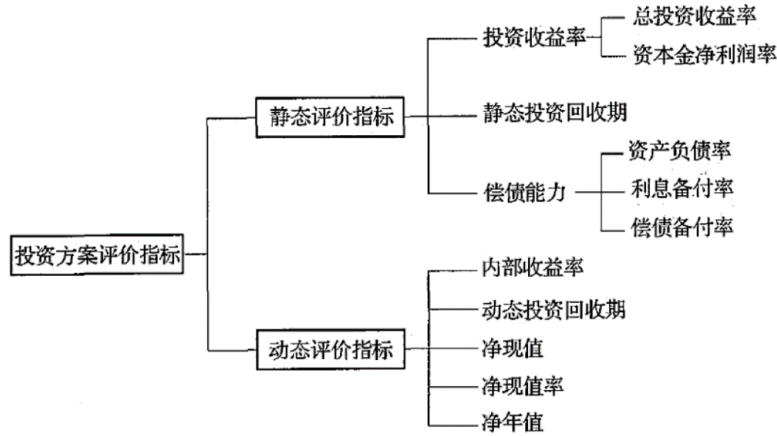 投资方案评价指标
静态评价指标
投资收益率
总投资收益率
资本金净利润率
静态投资回收期
偿债能力
资产负债率
利息备付率
偿债备付率
动态评价指标
内部收益率
动态投资回收期
净现值
净现值率
净年值